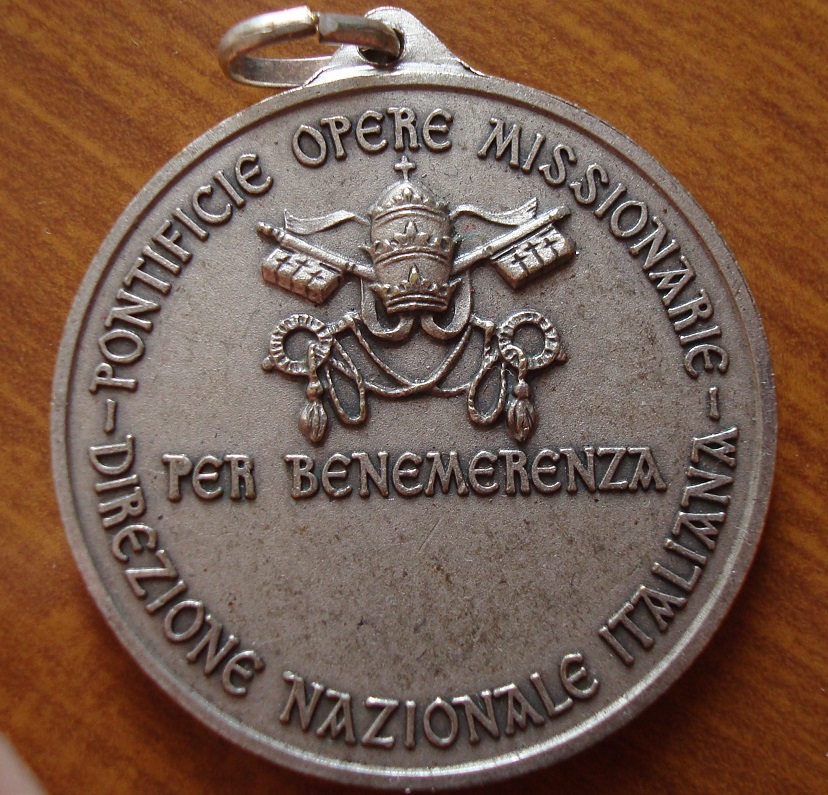 PONTIFICIE OPERE MISSIONARIE
PER BENEMERENZA
DIREZIONE NAZIONALE ITALIANA